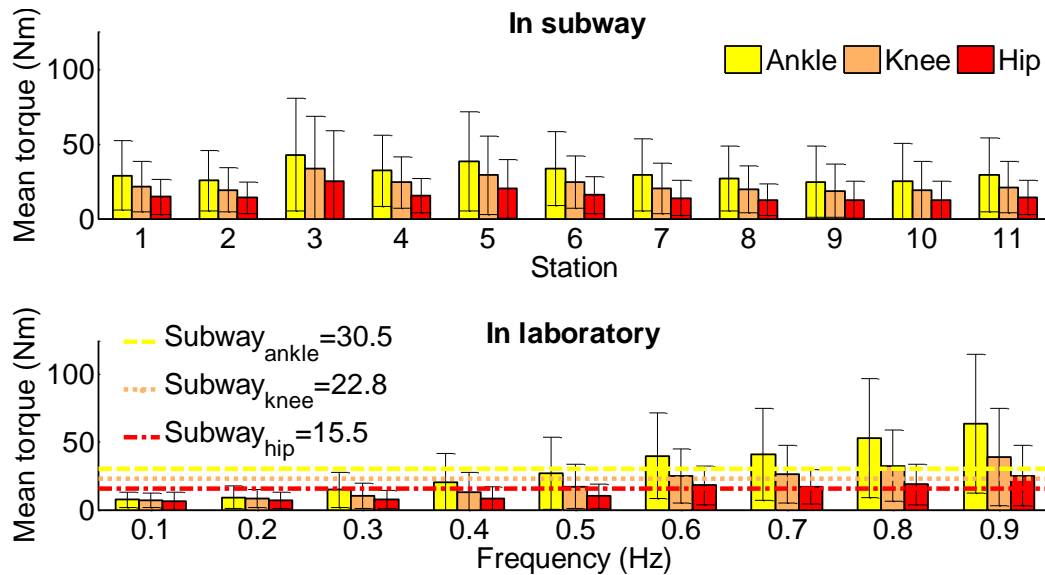 In subway
Mean torque (Nm)
100
50
0
Ankle Knee Hip
1 2 3 4 5 6 7 8 9 10 11
Station
In laboratory
Mean torque (Nm)
100
50
0
Subwayankle=30.5
Subwayknee=22.8
Subwayhip=15.5
0.1 0.2 0.3 0.4 0.5 0.6 0.7 0.8 0.9
Frequency (Hz)